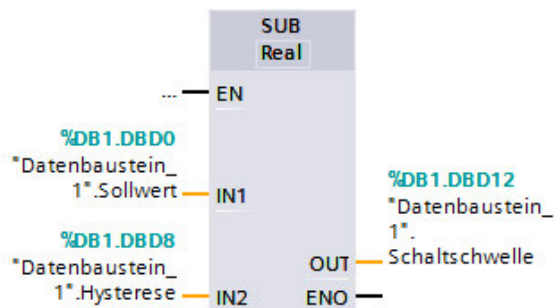 SUB
Real
... EN
%DB1.DBD0
"Datenbaustein_
1".Sollwert IN1
%DB1.DBD8
"Datenbaustein_
1".Hysterese IN2
%DB1.DBD12
"Datenbaustein_
1".
OUT Schaltschwelle
ENO